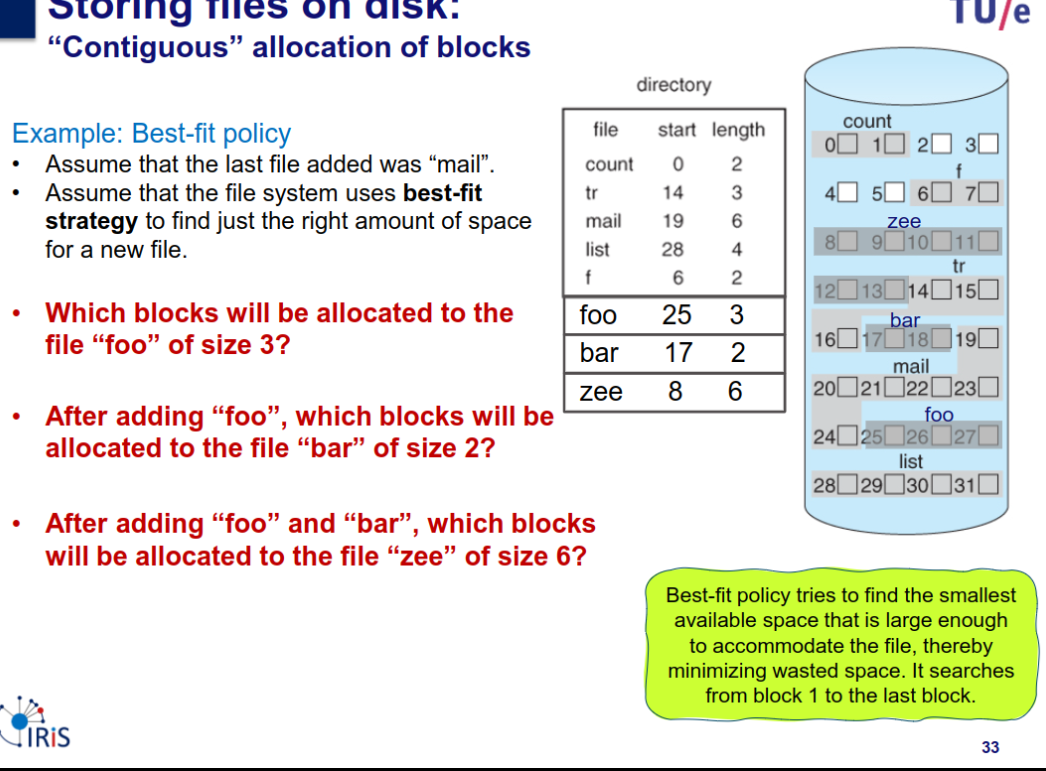 Storing files on disk:
"Contiguous" allocation of blocks
TU/e
Example: Best-fit policy
• Assume that the last file added was "mail".
• Assume that the file system uses best-fit
strategy to find just the right amount of space
for a new file.
• Which blocks will be allocated to the
file "foo" of size 3?
• After adding "foo", which blocks will be
allocated to the file "bar" of size 2?
• After adding "foo" and "bar", which blocks
will be allocated to the file "zee" of size 6?
directory
file start length
count 0 2
tr 14 3
mail 19 6
list 28 4
f 6 2
foo 25 3
bar 17 2
zee 8 6
count
0 1 2 3
f
4 5 6 7
zee
8 9 10 11
tr
12 13 14 15
bar
16 17 18 19
mail
20 21 22 23
foo
24 25 26 27
list
28 29 30 31
Best-fit policy tries to find the smallest
available space that is large enough
to accommodate the file, thereby
minimizing wasted space. It searches
from block 1 to the last block.
IRiS
33